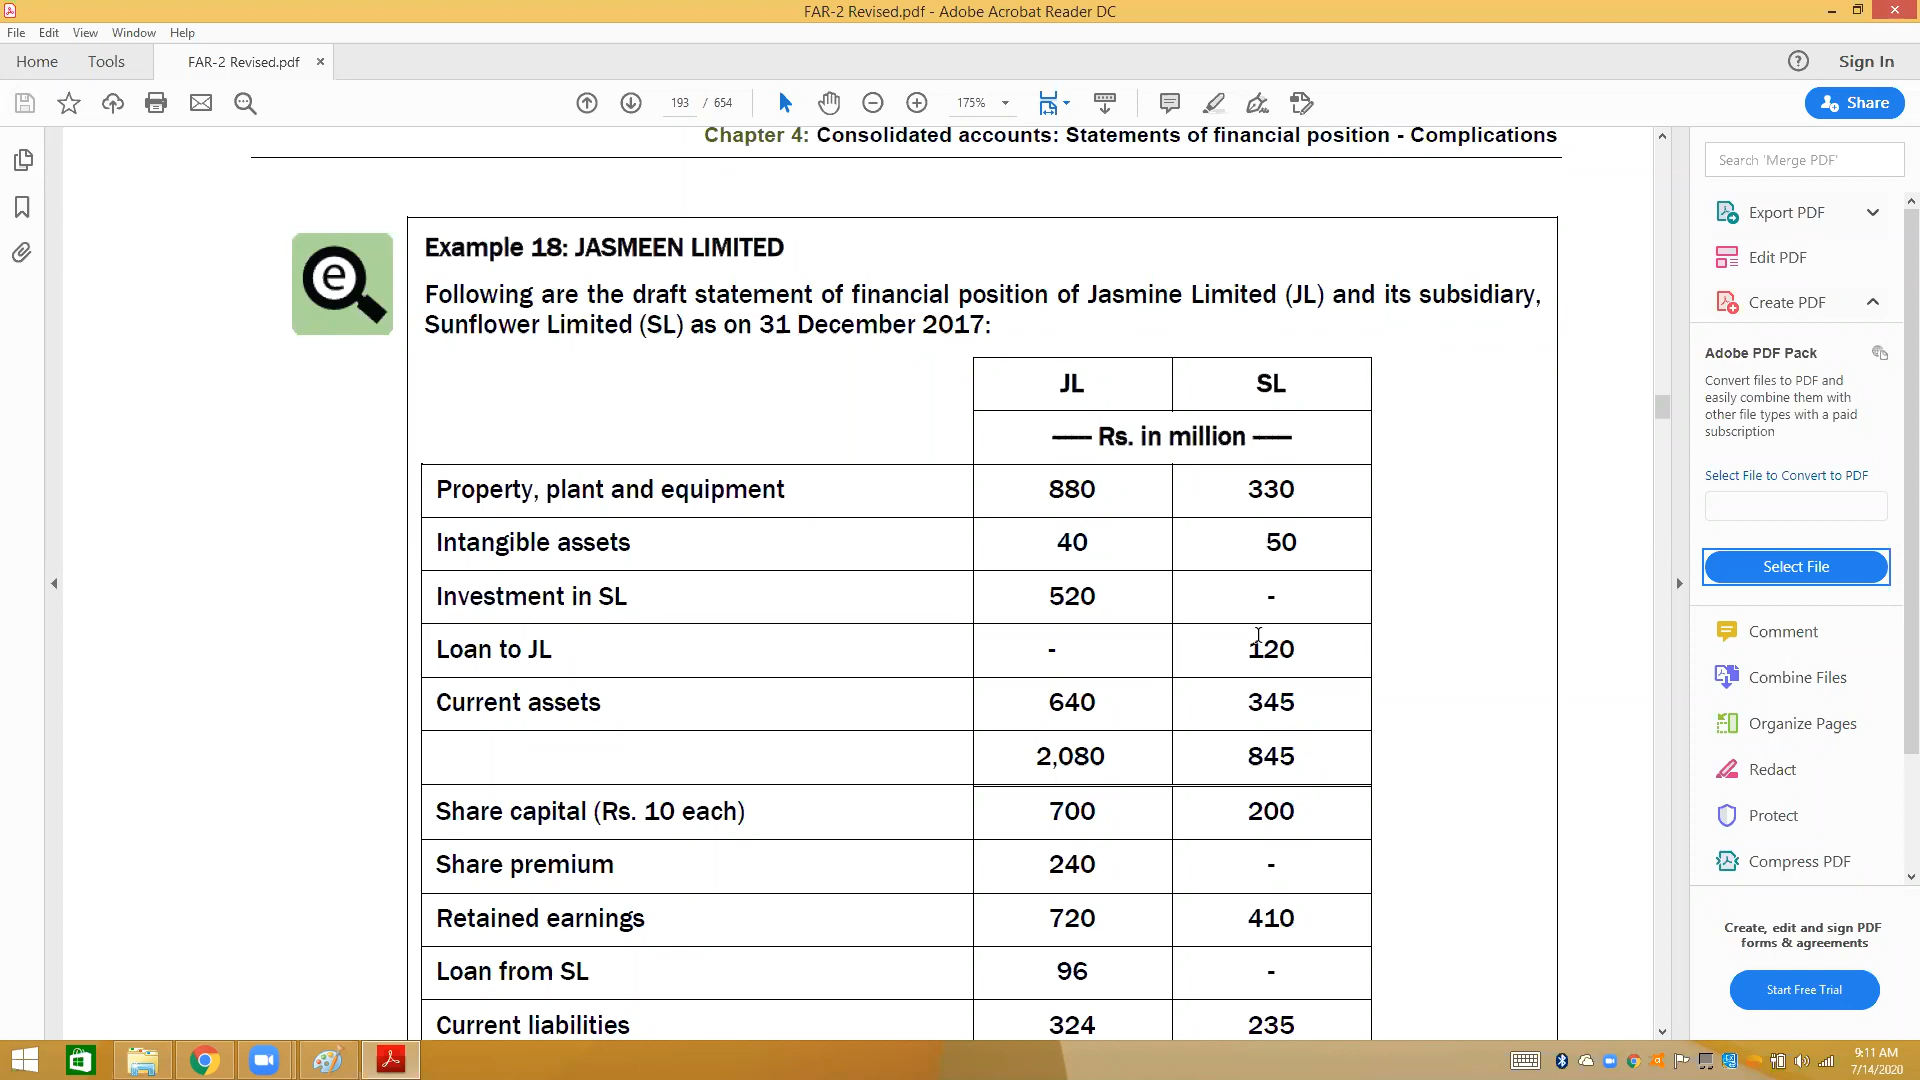 FAR-2 Revised.pdf - Adobe Acrobat Reader DC
File Edit View Window Help
Home Tools FAR-2 Revised.pdf × Sign In
193 / 654 175% Share
Chapter 4: Consolidated accounts: Statements of financial position - Complications
Example 18: JASMEEN LIMITED
Following are the draft statement of financial position of Jasmine Limited (JL) and its subsidiary,
Sunflower Limited (SL) as on 31 December 2017:
JL SL
—— Rs. in million ——
Property, plant and equipment 880 330
Intangible assets 40 50
Investment in SL 520 -
Loan to JL - 120
Current assets 640 345
2,080 845
Share capital (Rs. 10 each) 700 200
Share premium 240 -
Retained earnings 720 410
Loan from SL 96 -
Current liabilities 324 235
Search 'Merge PDF'
Export PDF
Edit PDF
Create PDF
Adobe PDF Pack
Convert files to PDF and
easily combine them with
other file types with a paid
subscription
Select File to Convert to PDF
Select File
Comment
Combine Files
Organize Pages
Redact
Protect
Compress PDF
Create, edit and sign PDF
forms & agreements
Start Free Trial
9:11 AM
7/14/2020